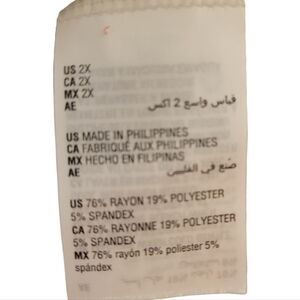 US 2X
CA 2X
MX 2X
AE قياس واسع 2 اكس
US MADE IN PHILIPPINES
CA FABRIQUÉ AUX PHILIPPINES
MX HECHO EN FILIPINAS
AE صنع في الفلبين
US 76% RAYON 19% POLYESTER
5% SPANDEX
CA 76% RAYONNE 19% POLYESTER
5% SPANDEX
MX 76% rayón 19% poliester 5%
spándex